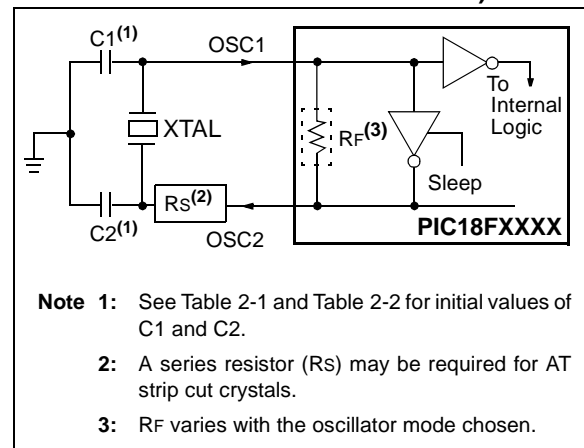 C1(1)
OSC1
To
Internal
Logic
XTAL
RF(3)
Sleep
C2(1)
RS(2)
OSC2
PIC18FXXXX
Note 1: See Table 2-1 and Table 2-2 for initial values of
C1 and C2.
2: A series resistor (RS) may be required for AT
strip cut crystals.
3: RF varies with the oscillator mode chosen.